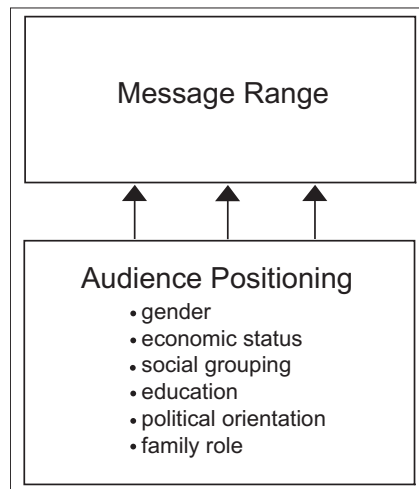 Message Range
Audience Positioning
• gender
• economic status
• social grouping
• education
• political orientation
• family role